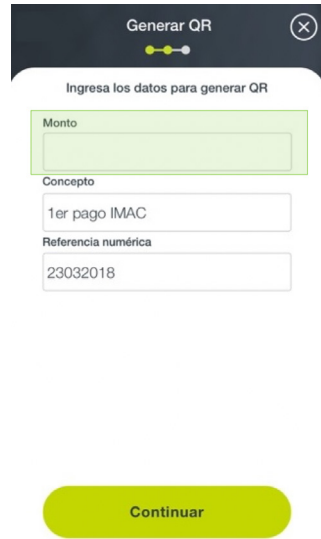 Generar QR
Ingresa los datos para generar QR
Monto
Concepto
1er pago IMAC
Referencia numérica
23032018
Continuar